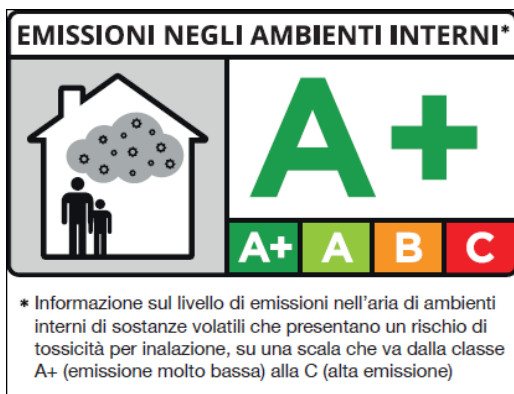 EMISSIONI NEGLI AMBIENTI INTERNI*
A+
A+ A B C
* Informazione sul livello di emissioni nell'aria di ambienti
interni di sostanze volatili che presentano un rischio di
tossicità per inalazione, su una scala che va dalla classe
A+ (emissione molto bassa) alla C (alta emissione)